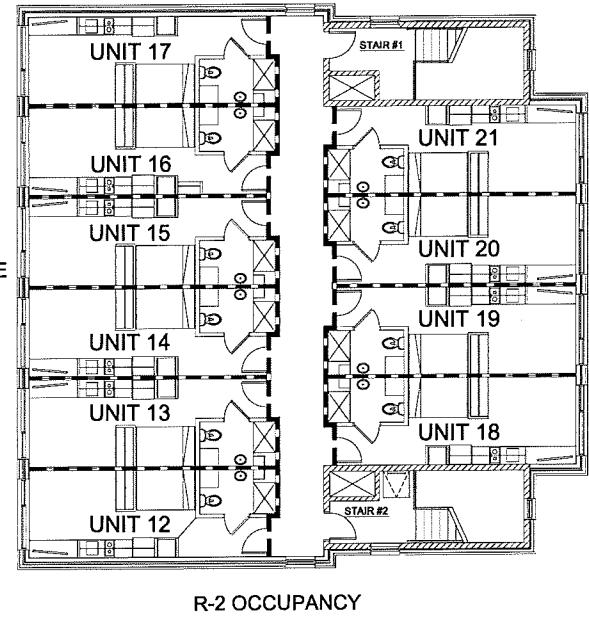 UNIT 17
STAIR #1
UNIT 21
UNIT 16
UNIT 15
UNIT 20
E
UNIT 19
UNIT 14
UNIT 13
UNIT 18
STAIR #2
UNIT 12
R-2 OCCUPANCY